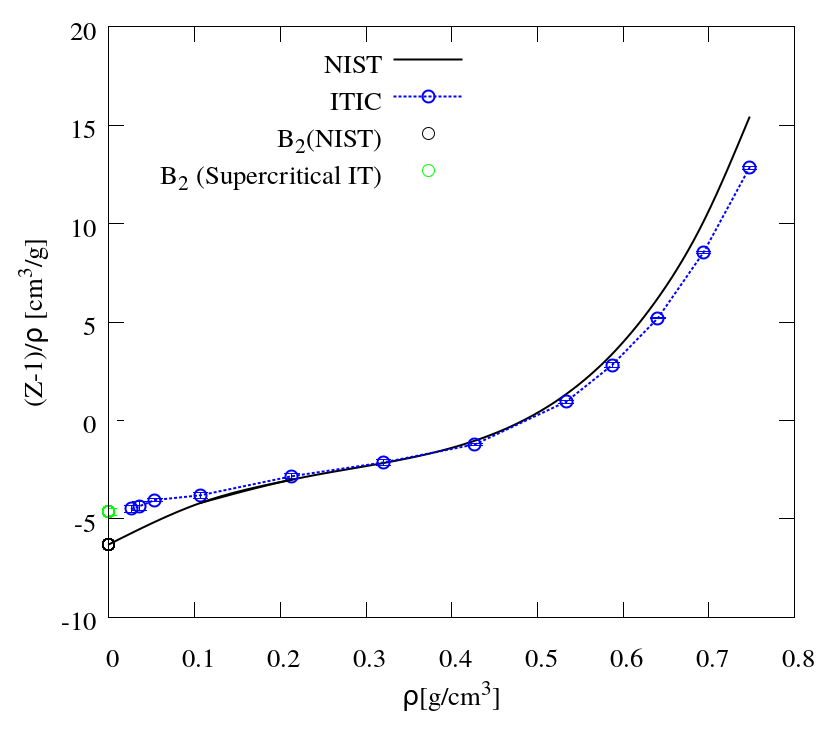 20
15
10
5
0
-5
-10
(Z-1)/ρ [cm³/g]
NIST
ITIC
B₂(NIST)
B₂ (Supercritical IT)
0 0.1 0.2 0.3 0.4 0.5 0.6 0.7 0.8
ρ[g/cm³]